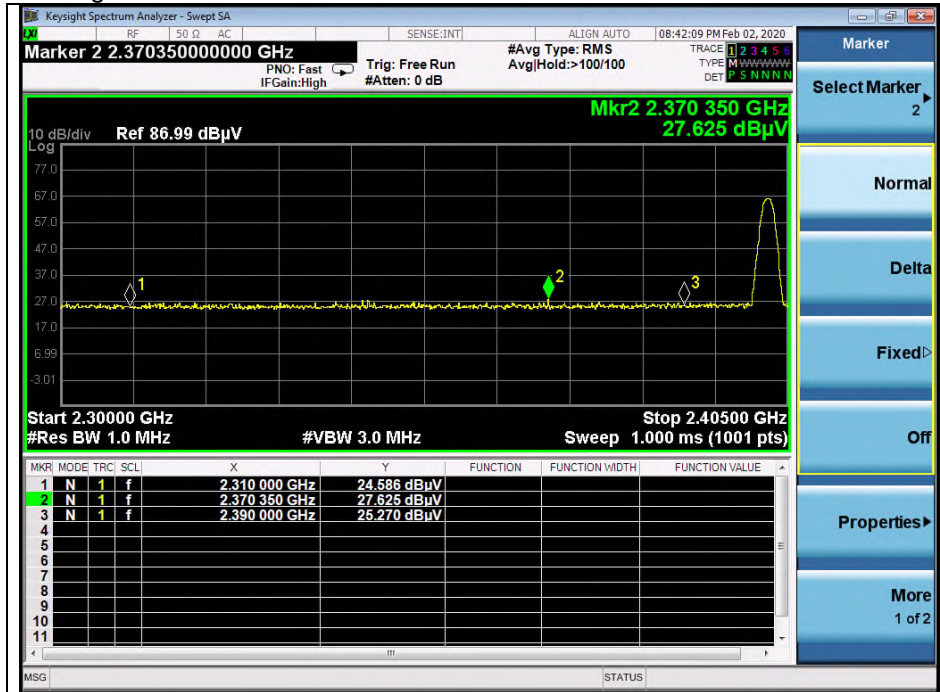 Keysight Spectrum Analyzer - Swept SA
LXI RF 50 Ω AC SENSE:INT ALIGN AUTO 08:42:09 PM Feb 02, 2020
Marker 2 2.370350000000 GHz #Avg Type: RMS TRACE 1 2 3 4 5 6
PNO: Fast Trig: Free Run Avg|Hold:>100/100 TYPE M WWWWW
IFGain:High #Atten: 0 dB DET P S N N N N
Mkr2 2.370 350 GHz
10 dB/div Ref 86.99 dBµV 27.625 dBµV
Log
77.0
67.0
57.0
47.0
37.0
27.0
17.0
6.99
-3.01
1
2
3
Start 2.30000 GHz Stop 2.40500 GHz
#Res BW 1.0 MHz #VBW 3.0 MHz Sweep 1.000 ms (1001 pts)
MKR MODE TRC SCL X Y FUNCTION FUNCTION WIDTH FUNCTION VALUE
1 N 1 f 2.310 000 GHz 24.586 dBµV
2 N 1 f 2.370 350 GHz 27.625 dBµV
3 N 1 f 2.390 000 GHz 25.270 dBµV
4
5
6
7
8
9
10
11
MSG STATUS
Marker
Select Marker
2
Normal
Delta
Fixed
Off
Properties
More
1 of 2